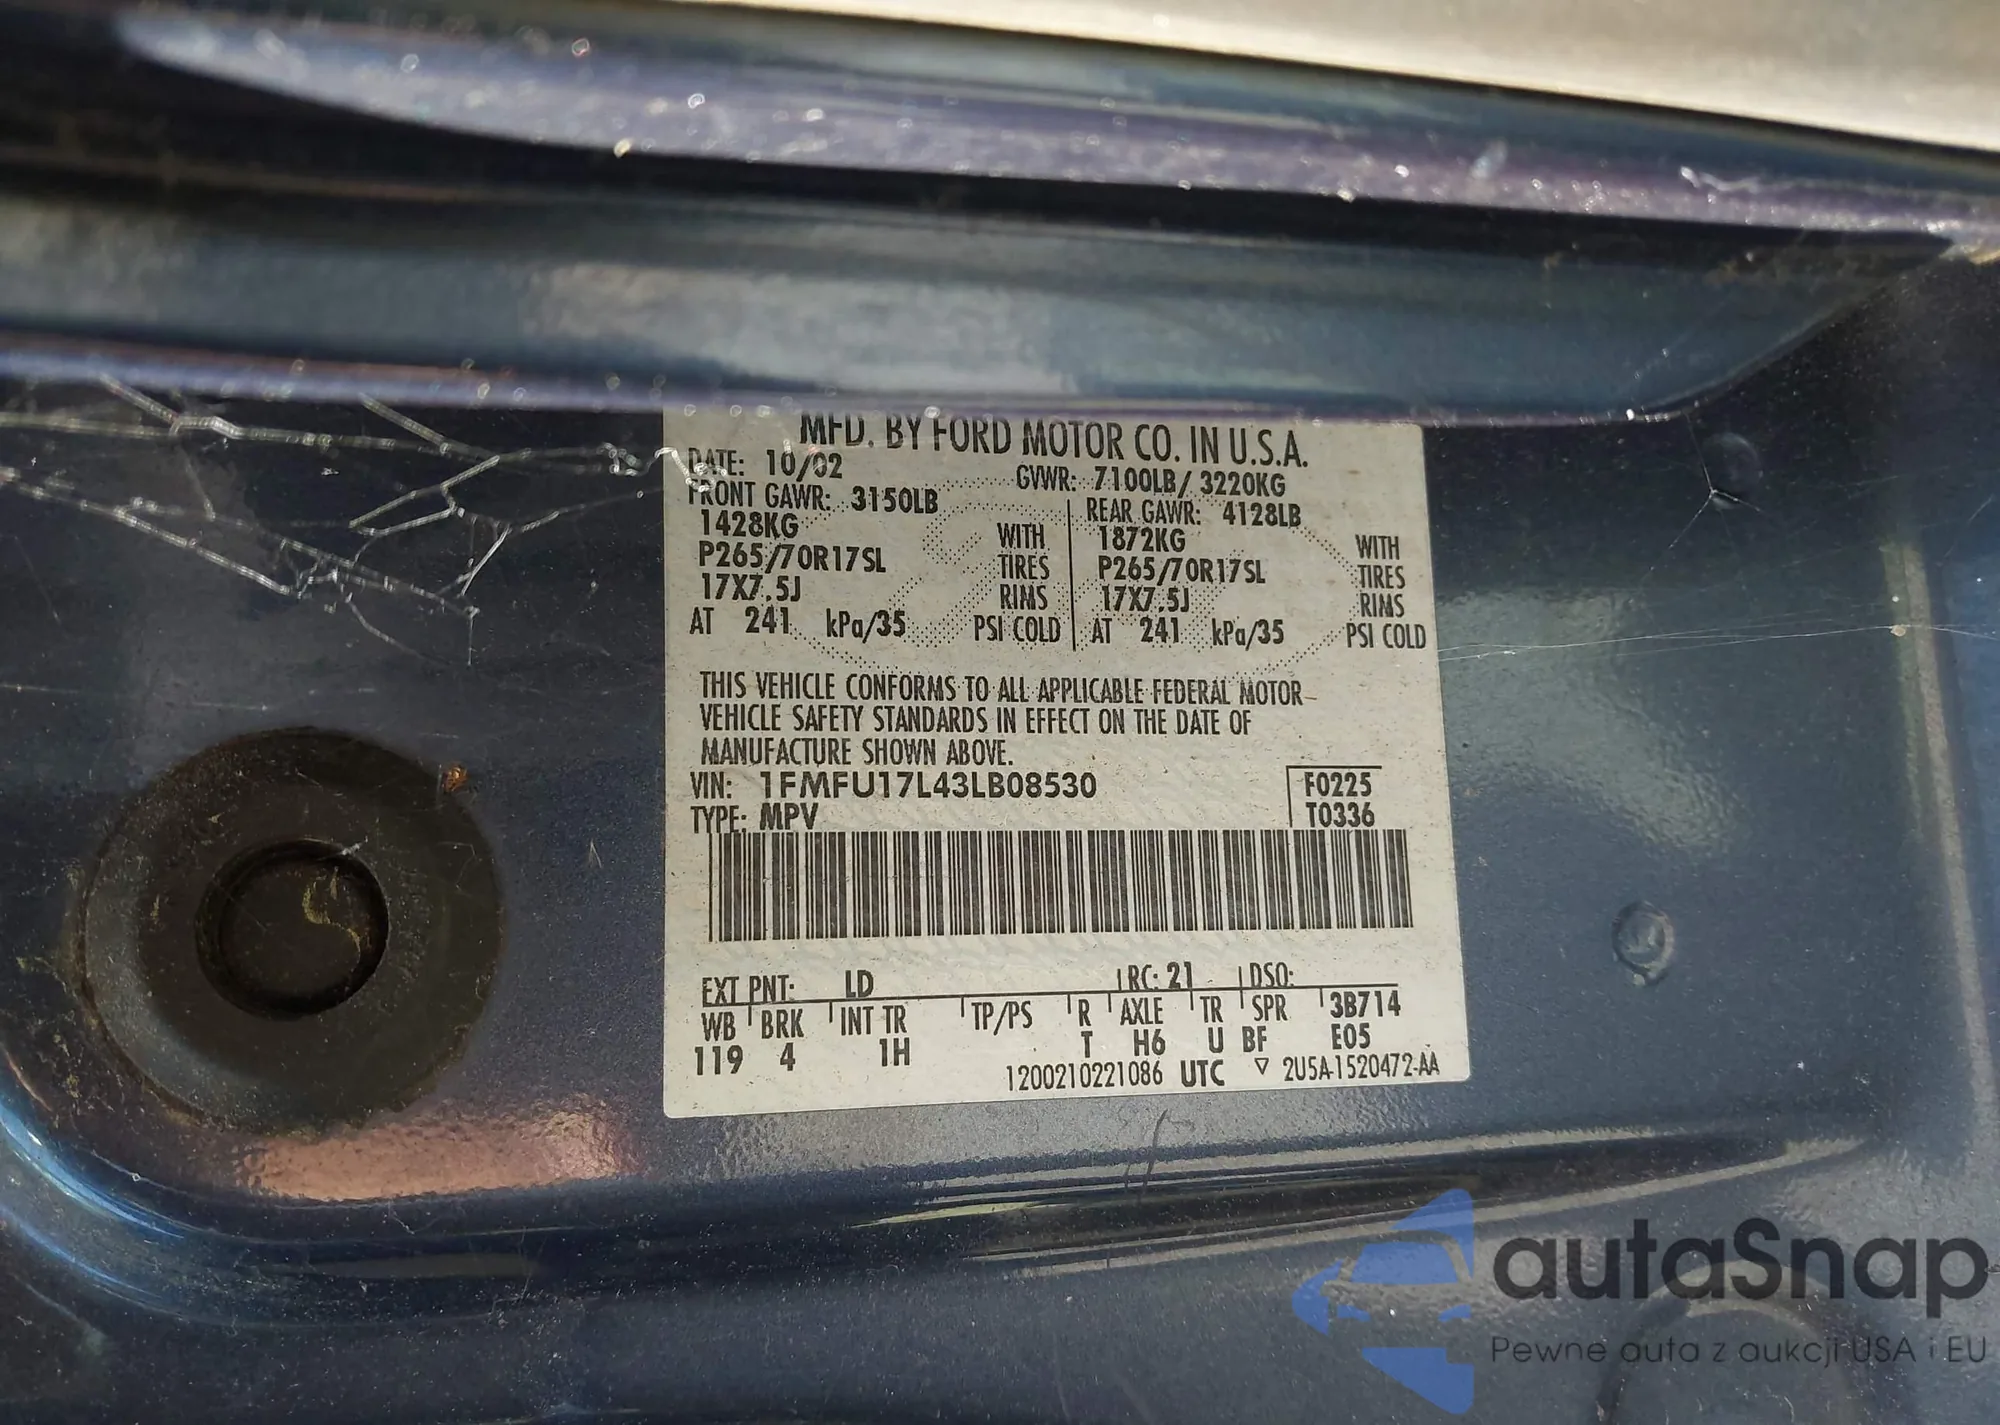 MFD. BY FORD MOTOR CO. IN U.S.A.
DATE: 10/02 GVWR: 7100LB/ 3220KG
FRONT GAWR: 3150LB REAR GAWR: 4128LB
1428KG WITH 1872KG WITH
P265/70R17SL TIRES P265/70R17SL TIRES
17X7.5J RIMS 17X7.5J RIMS
AT 241 kPa/35 PSI COLD AT 241 kPa/35 PSI COLD
THIS VEHICLE CONFORMS TO ALL APPLICABLE FEDERAL MOTOR
VEHICLE SAFETY STANDARDS IN EFFECT ON THE DATE OF
MANUFACTURE SHOWN ABOVE.
VIN: 1FMFU17L43LB08530 F0225
TYPE: MPV T0336
EXT PNT: LD RC: 21 DSO:
WB BRK INT TR TP/PS R AXLE TR SPR 3B714
119 4 1H T H6 U BF E05
1200210221086 UTC ▽ 2U5A-1520472-AA
autaSnap
Pewne auta z aukcji USA i EU